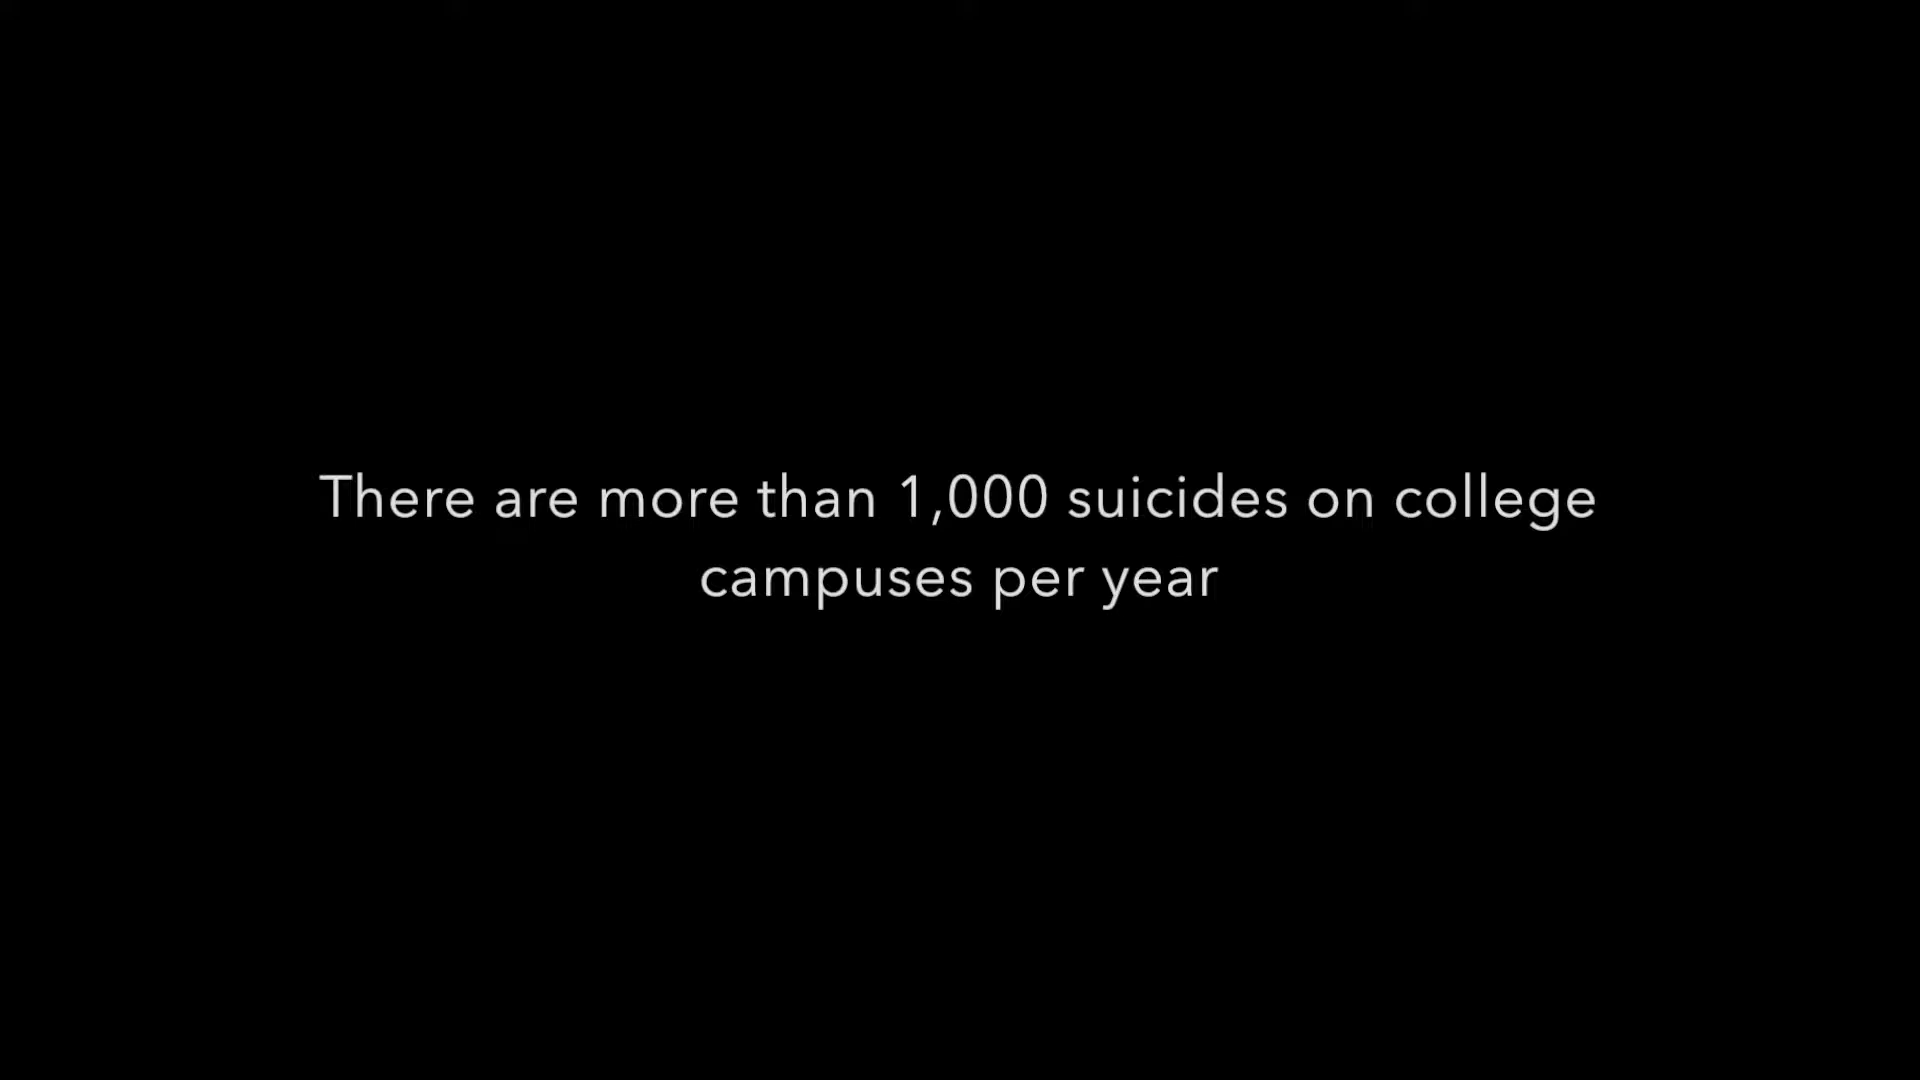 There are more than 1,000 suicides on college
campuses per year